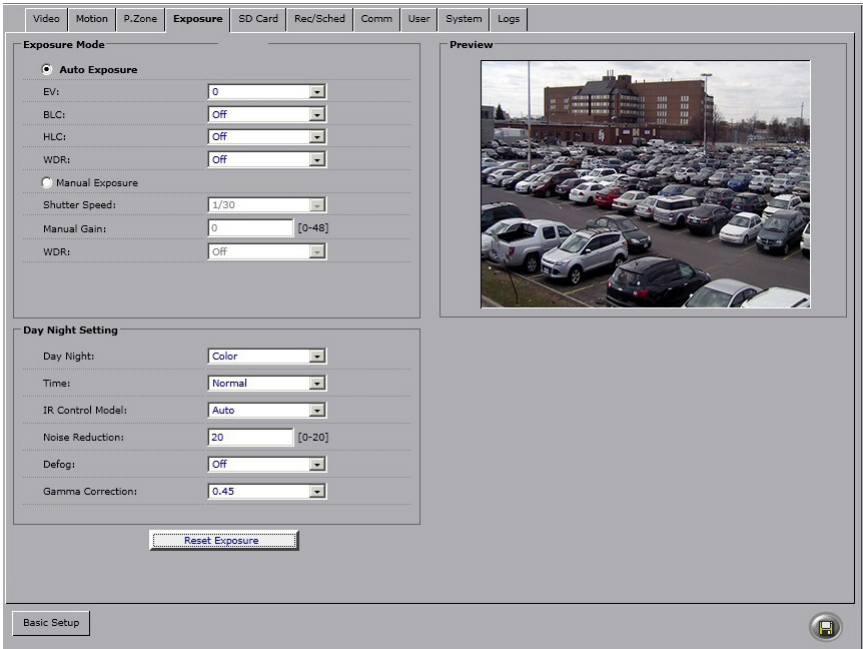 Video Motion P.Zone Exposure SD Card Rec/Sched Comm User System Logs
Exposure Mode
Auto Exposure
EV: 0
BLC: Off
HLC: Off
WDR: Off
Manual Exposure
Shutter Speed: 1/30
Manual Gain: 0 [0-48]
WDR: Off
Preview
Day Night Setting
Day Night: Color
Time: Normal
IR Control Model: Auto
Noise Reduction: 20 [0-20]
Defog: Off
Gamma Correction: 0.45
Reset Exposure
Basic Setup